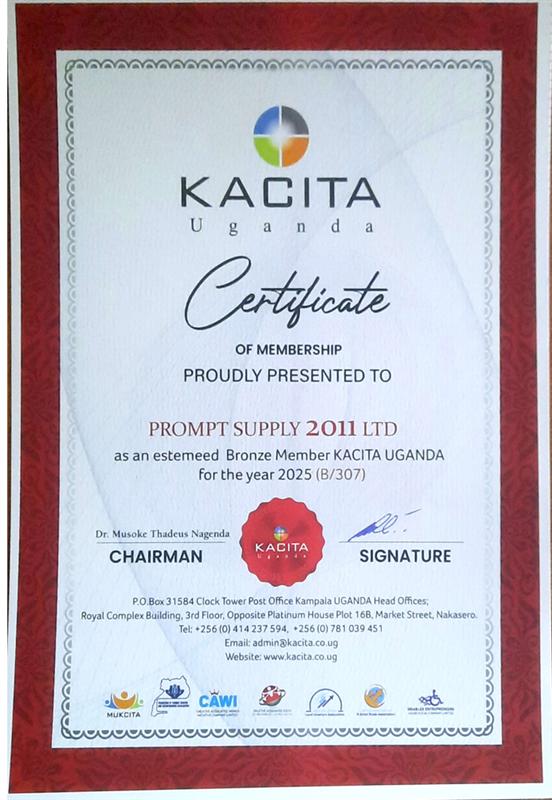 KACITA
Uganda
Certificate
OF MEMBERSHIP
PROUDLY PRESENTED TO
PROMPT SUPPLY 2011 LTD
as an estemeed Bronze Member KACITA UGANDA
for the year 2025 (B/307)
Dr. Musoke Thadeus Nagenda
CHAIRMAN
KACITA
Uganda
SIGNATURE
P.O.Box 31584 Clock Tower Post Office Kampala UGANDA Head Offices;
Royal Complex Building, 3rd Floor, Opposite Platinum House Plot 16B, Market Street, Nakasero.
Tel: +256 (0) 414 237 594, +256 (0) 781 039 451
Email: admin@kacita.co.ug
Website: www.kacita.co.ug
MUKCITA
CAWI